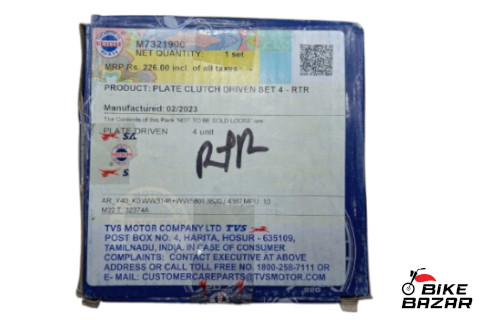 M7321900
NET QUANTITY: 1 set
MRP Rs. 226.00 incl. of all taxes
PRODUCT: PLATE CLUTCH DRIVEN SET 4 - RTR
Manufactured: 02/2023
The Contents of this Pack 'NOT TO BE SOLD LOOSE' are
PLATE DRIVEN 4 unit
RTR
TVS MOTOR COMPANY LTD TVS
POST BOX NO. 4, HARITA, HOSUR - 635109,
TAMILNADU, INDIA. IN CASE OF CONSUMER
COMPLAINTS: CONTACT EXECUTIVE AT ABOVE
ADDRESS OR CALL TOLL FREE NO. 1800-258-7111 OR
E- MAIL: CUSTOMERCAREPARTS@TVSMOTOR.COM
BIKE
BAZAR